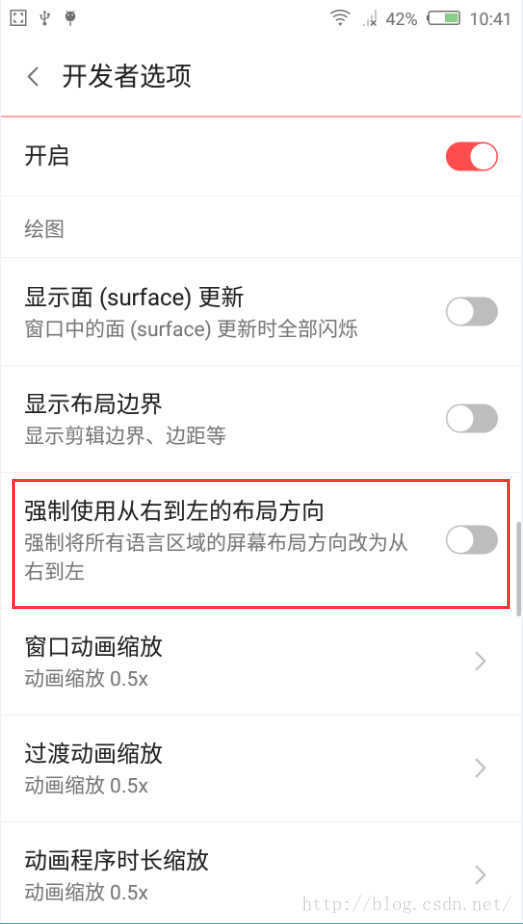 42% 10:41
开发者选项
开启
绘图
显示面 (surface) 更新
窗口中的面 (surface) 更新时全部闪烁
显示布局边界
显示剪辑边界、边距等
强制使用从右到左的布局方向
强制将所有语言区域的屏幕布局方向改为从
右到左
窗口动画缩放
动画缩放 0.5x
过渡动画缩放
动画缩放 0.5x
动画程序时长缩放
动画缩放 0.5x
http://blog.csdn.net/